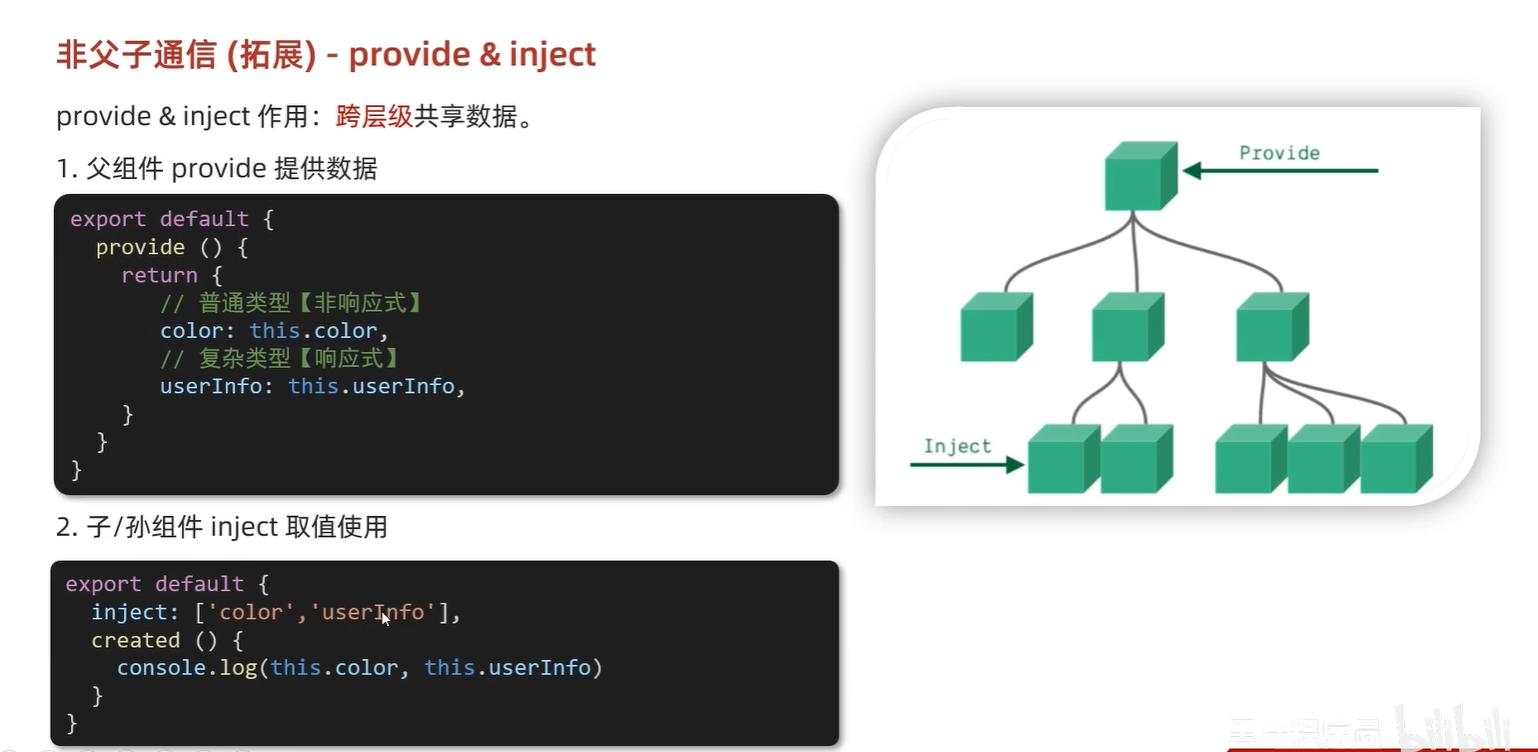 非父子通信 (拓展) - provide & inject
provide & inject 作用：跨层级共享数据。
1. 父组件 provide 提供数据
export default {
provide () {
return {
// 普通类型【非响应式】
color: this.color,
// 复杂类型【响应式】
userInfo: this.userInfo,
}
}
}
2. 子/孙组件 inject 取值使用
export default {
inject: ['color','userInfo'],
created () {
console.log(this.color, this.userInfo)
}
}
Provide
Inject
bilibili